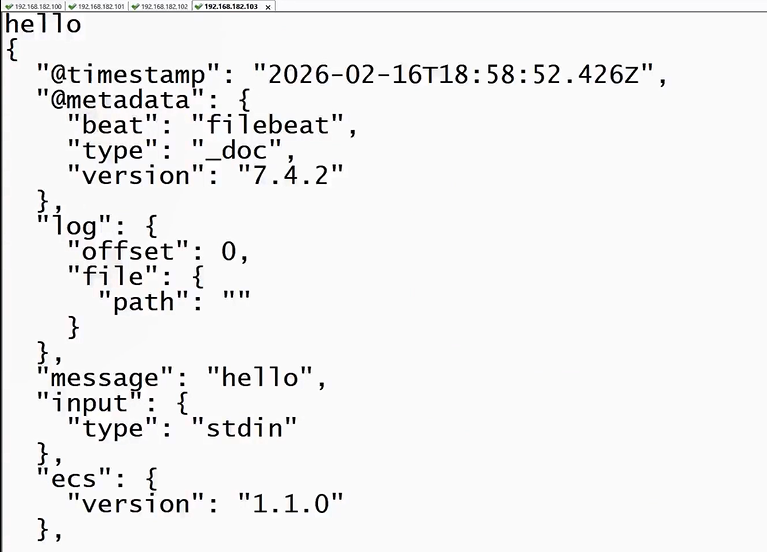 192.168.182.100 192.168.182.101 192.168.182.102 192.168.182.103 ×
hello
{
  "@timestamp": "2026-02-16T18:58:52.426Z",
  "@metadata": {
    "beat": "filebeat",
    "type": "_doc",
    "version": "7.4.2"
  },
  "log": {
    "offset": 0,
    "file": {
      "path": ""
    }
  },
  "message": "hello",
  "input": {
    "type": "stdin"
  },
  "ecs": {
    "version": "1.1.0"
  },